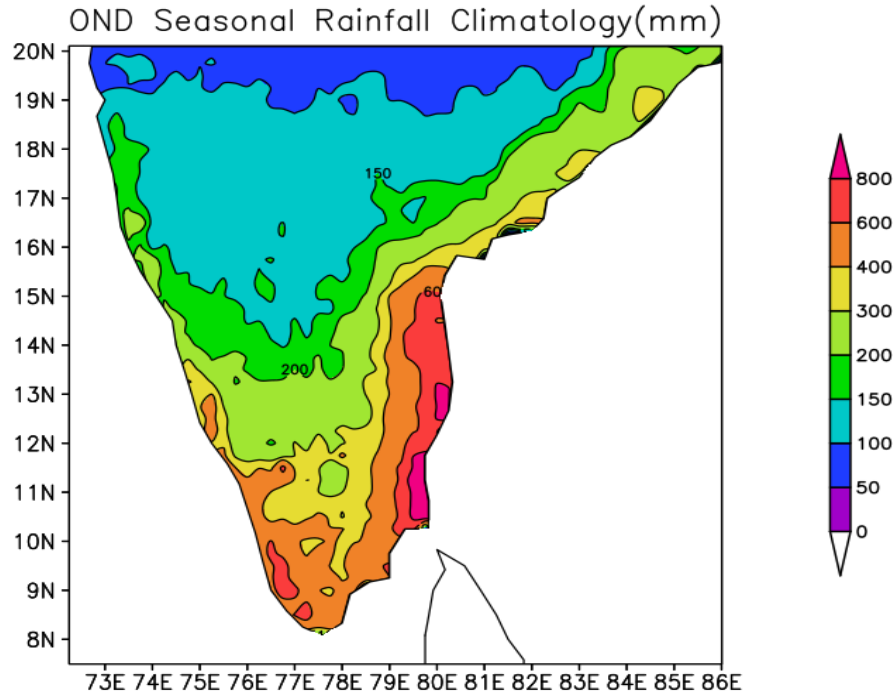 OND Seasonal Rainfall Climatology(mm)
20N
19N
18N
17N
16N
15N
14N
13N
12N
11N
10N
9N
8N
150
60
200
73E 74E 75E 76E 77E 78E 79E 80E 81E 82E 83E 84E 85E 86E
800
600
400
300
200
150
100
50
0